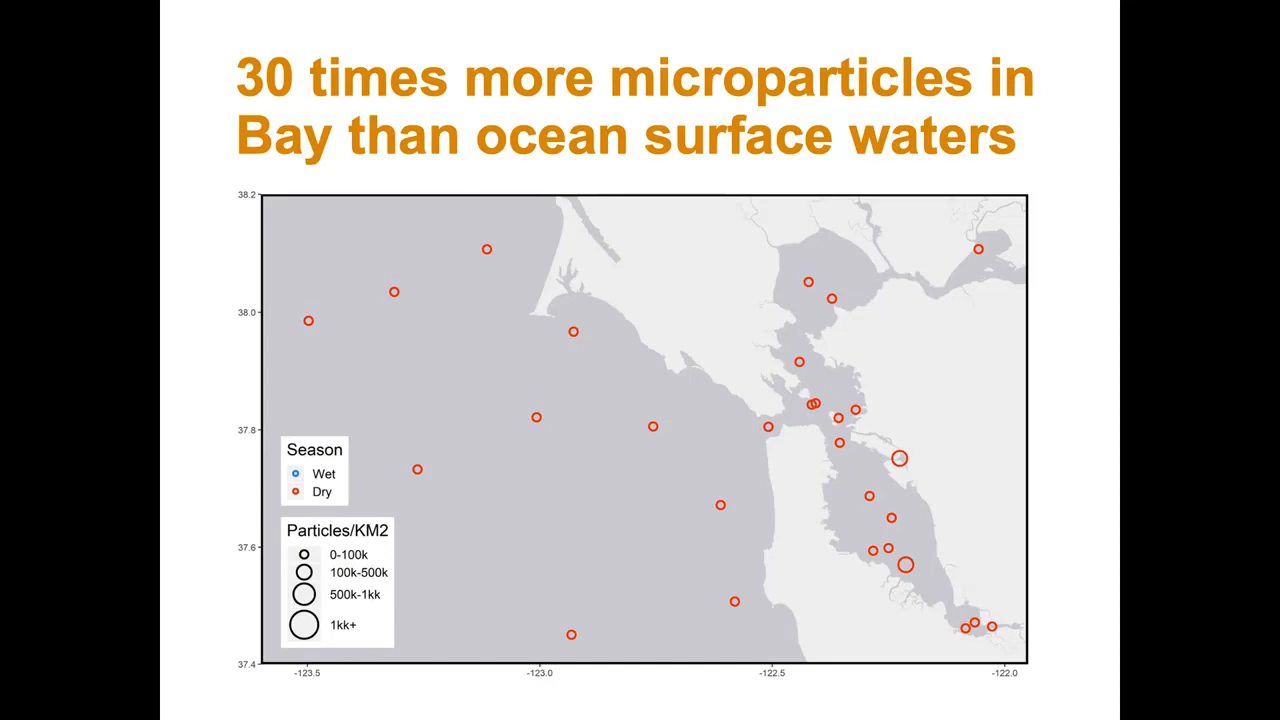 30 times more microparticles in
Bay than ocean surface waters
38.2
38.0
37.8
37.6
37.4
Season
Wet
Dry
Particles/KM2
0-100k
100k-500k
500k-1kk
1kk+
-123.5
-123.0
-122.5
-122.0